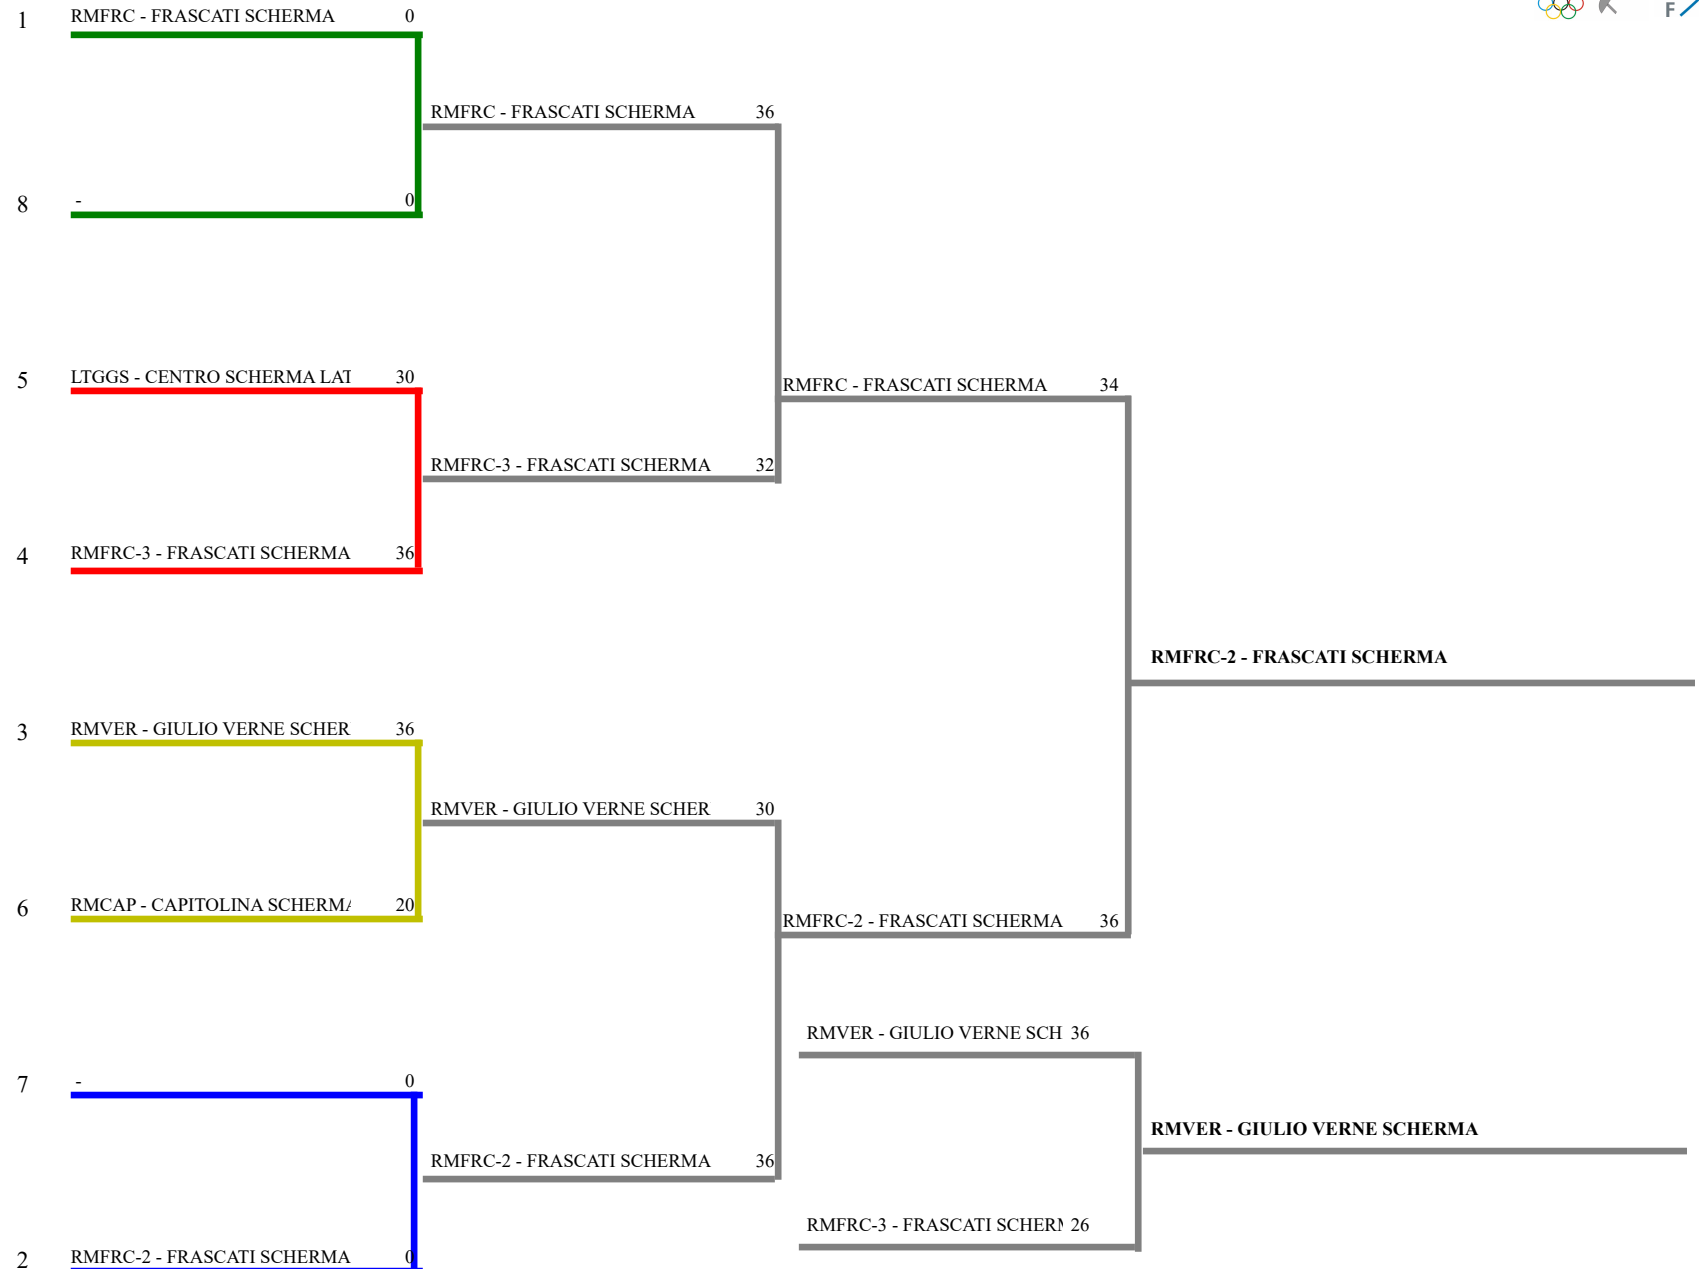 1 RMFRC - FRASCATI SCHERMA 0
F
RMFRC - FRASCATI SCHERMA 36
8 - 0
5 LTGGS - CENTRO SCHERMA LAT 30
RMFRC - FRASCATI SCHERMA 34
RMFRC-3 - FRASCATI SCHERMA 32
4 RMFRC-3 - FRASCATI SCHERMA 36
RMFRC-2 - FRASCATI SCHERMA
3 RMVER - GIULIO VERNE SCHER 36
RMVER - GIULIO VERNE SCHER 30
6 RMCAP - CAPITOLINA SCHERMA 20
RMFRC-2 - FRASCATI SCHERMA 36
RMVER - GIULIO VERNE SCH 36
7 - 0
RMVER - GIULIO VERNE SCHERMA
RMFRC-2 - FRASCATI SCHERMA 36
RMFRC-3 - FRASCATI SCHERM 26
2 RMFRC-2 - FRASCATI SCHERMA 0